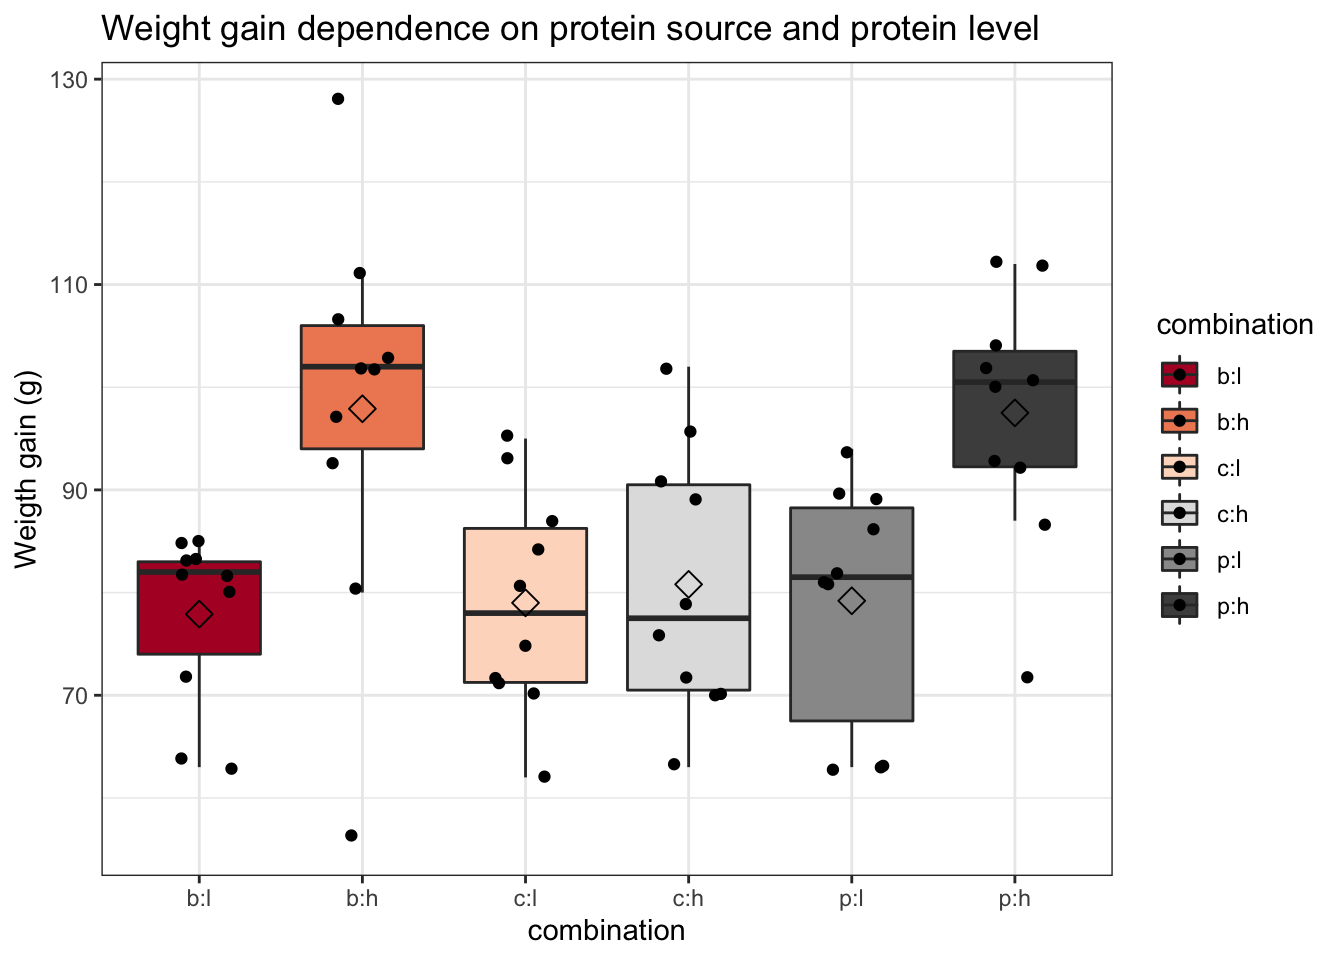 Weight gain dependence on protein source and protein level
130
110
90
70
Weigth gain (g)
b:l
b:h
c:l
c:h
p:l
p:h
combination
combination
b:l
b:h
c:l
c:h
p:l
p:h